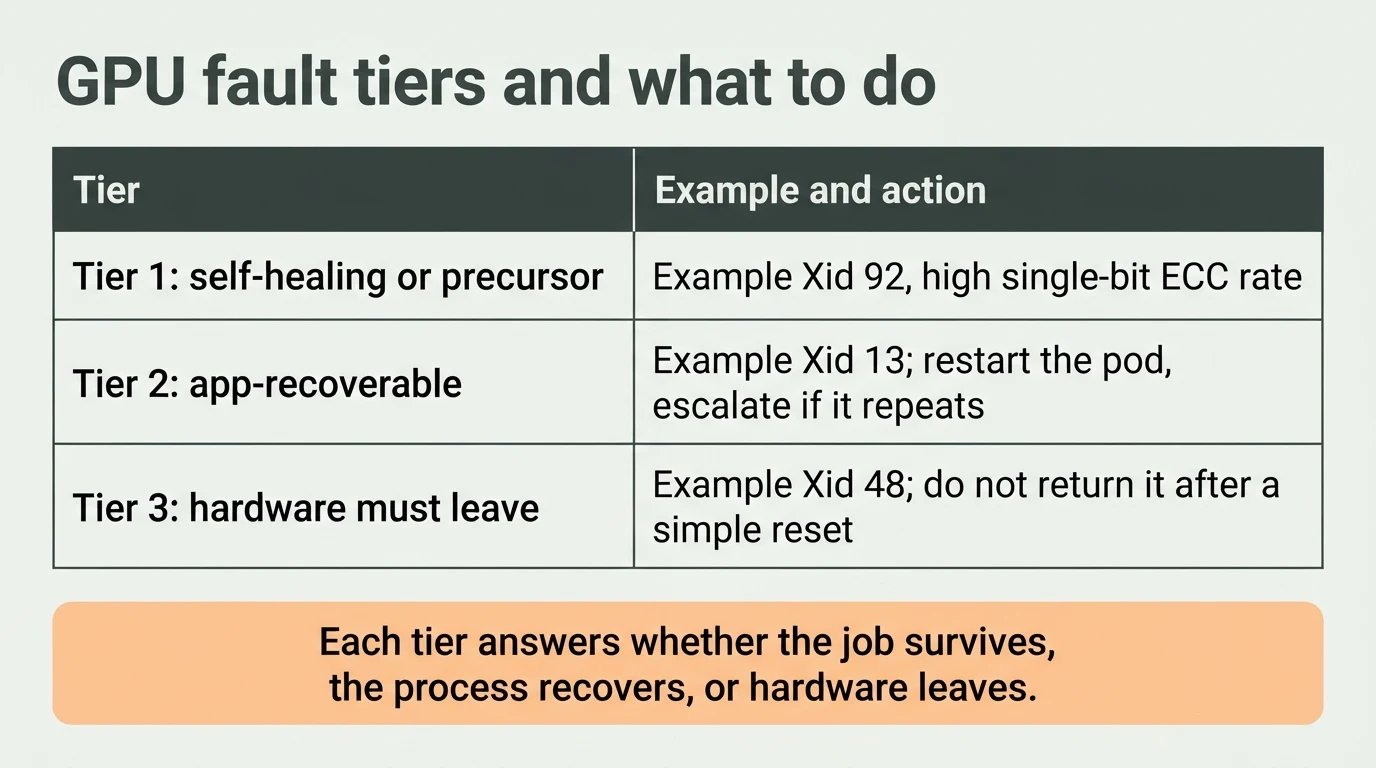 GPU fault tiers and what to do
Tier
Example and action
Tier 1: self-healing or precursor
Example Xid 92, high single-bit ECC rate
Tier 2: app-recoverable
Example Xid 13; restart the pod,
escalate if it repeats
Tier 3: hardware must leave
Example Xid 48; do not return it after a
simple reset
Each tier answers whether the job survives,
the process recovers, or hardware leaves.